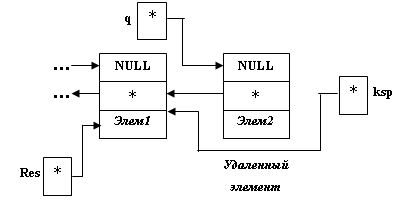 q *
... NULL NULL
... * * * ksp
Элем1 Элем2
Res *
Удаленный
элемент